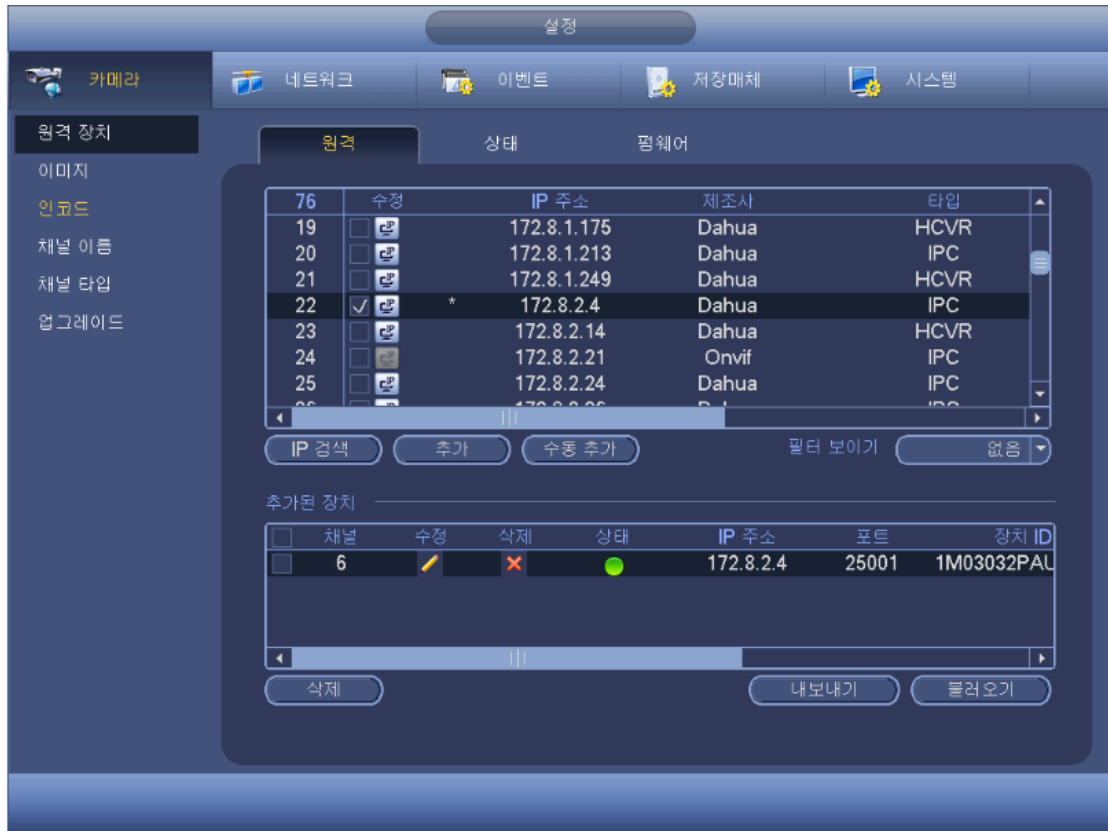 설정
카메라 네트워크 이벤트 저장매체 시스템
원격 장치
이미지
인코드
채널 이름
채널 타입
업그레이드
원격 상태 펌웨어
76 수정 IP 주소 제조사 타입
19 172.8.1.175 Dahua HCVR
20 172.8.1.213 Dahua IPC
21 172.8.1.249 Dahua HCVR
22 * 172.8.2.4 Dahua IPC
23 172.8.2.14 Dahua HCVR
24 172.8.2.21 Onvif IPC
25 172.8.2.24 Dahua IPC
IP 검색 추가 수동 추가 필터 보이기 없음
추가된 장치
채널 수정 삭제 상태 IP 주소 포트 장치 ID
6 172.8.2.4 25001 1M03032PAU
삭제 내보내기 불러오기